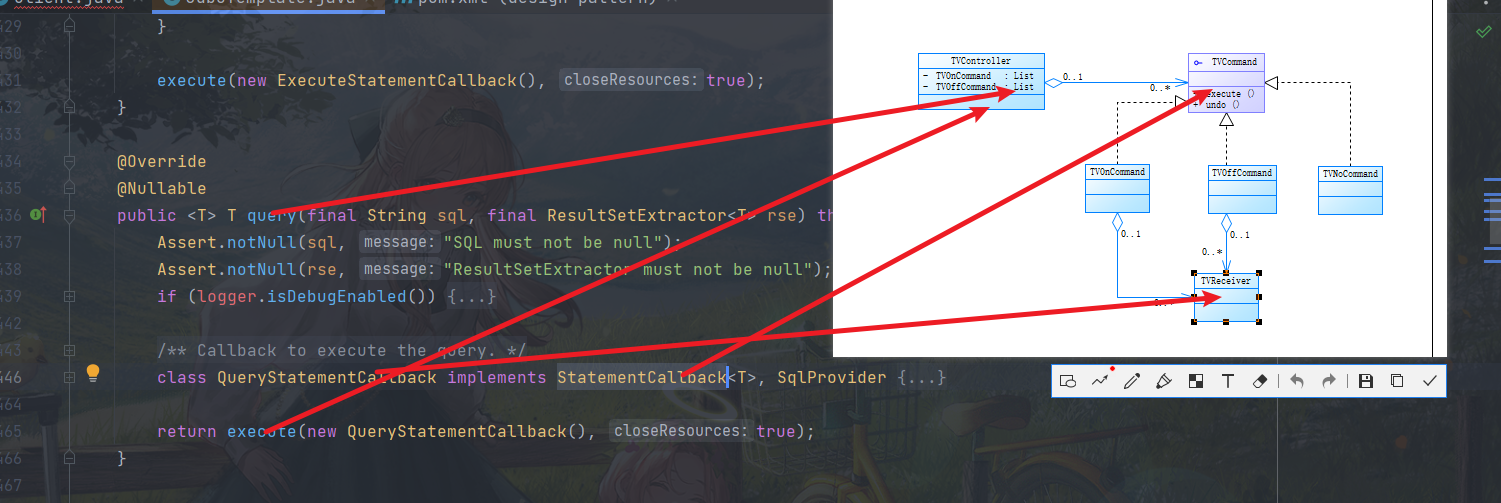 Client.java
JdbcTemplate.java
pom.xml (design-pattern)
429 }
430
431 execute(new ExecuteStatementCallback(), closeResources: true);
432 }
433
434 @Override
435 @Nullable
436 public <T> T query(final String sql, final ResultSetExtractor<T> rse) th
437 Assert.notNull(sql, message: "SQL must not be null");
438 Assert.notNull(rse, message: "ResultSetExtractor must not be null");
439 if (logger.isDebugEnabled()) {...}
442
443 /** Callback to execute the query. */
446 class QueryStatementCallback implements StatementCallback<T>, SqlProvider {...}
464
465 return execute(new QueryStatementCallback(), closeResources: true);
466 }
467
TVController
- TVOnCommand : List
- TVOffCommand : List
0..1
0..*
TVCommand
execute ()
+ undo ()
TVOnCommand
TVOffCommand
TVNoCommand
0..1
0..1
0..*
0..*
TVReceiver
T